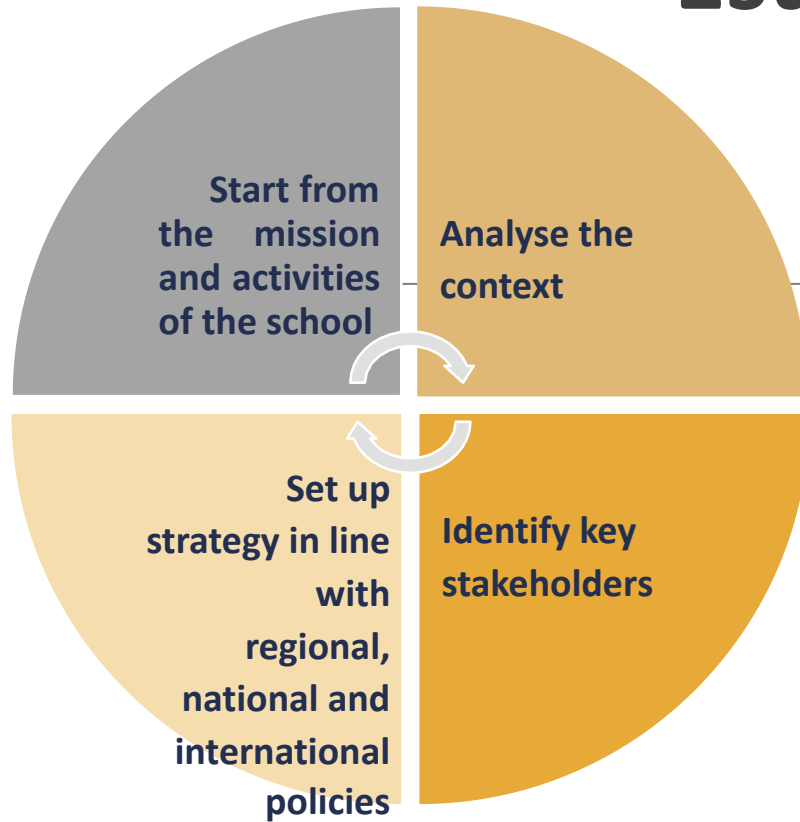 Start from
the mission
and activities
of the school
Analyse the
context
Identify key
stakeholders
Set up
strategy in line
with
regional,
national and
international
policies